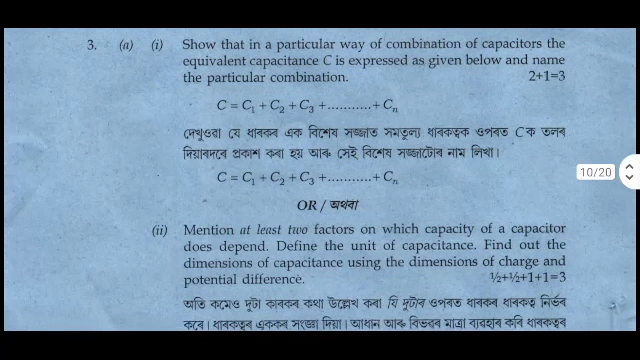 3. (a) (i) Show that in a particular way of combination of capacitors the
equivalent capacitance C is expressed as given below and name
the particular combination. 2+1=3
C = C₁ + C₂ + C₃ +...........+ Cₙ
দেখুওৱা যে ধাৰকৰ এক বিশেষ সজ্জাত সমতুল্য ধাৰকত্বক ওপৰত C ক তলৰ
দিয়াৰদৰে প্ৰকাশ কৰা হয় আৰু সেই বিশেষ সজ্জাটোৰ নাম লিখা।
C = C₁ + C₂ + C₃ +...........+ Cₙ
OR / অথবা
(ii) Mention at least two factors on which capacity of a capacitor
does depend. Define the unit of capacitance. Find out the
dimensions of capacitance using the dimensions of charge and
potential difference. ½+½+1+1=3
অতি কমেও দুটা কাৰকৰ কথা উল্লেখ কৰা যি দুটাৰ ওপৰত ধাৰকৰ ধাৰকত্ব নিৰ্ভৰ
কৰে। ধাৰকত্বৰ এককৰ সংজ্ঞা দিয়া। আধান আৰু বিভৱৰ মাত্ৰা ব্যৱহাৰ কৰি ধাৰকত্বৰ
10/20